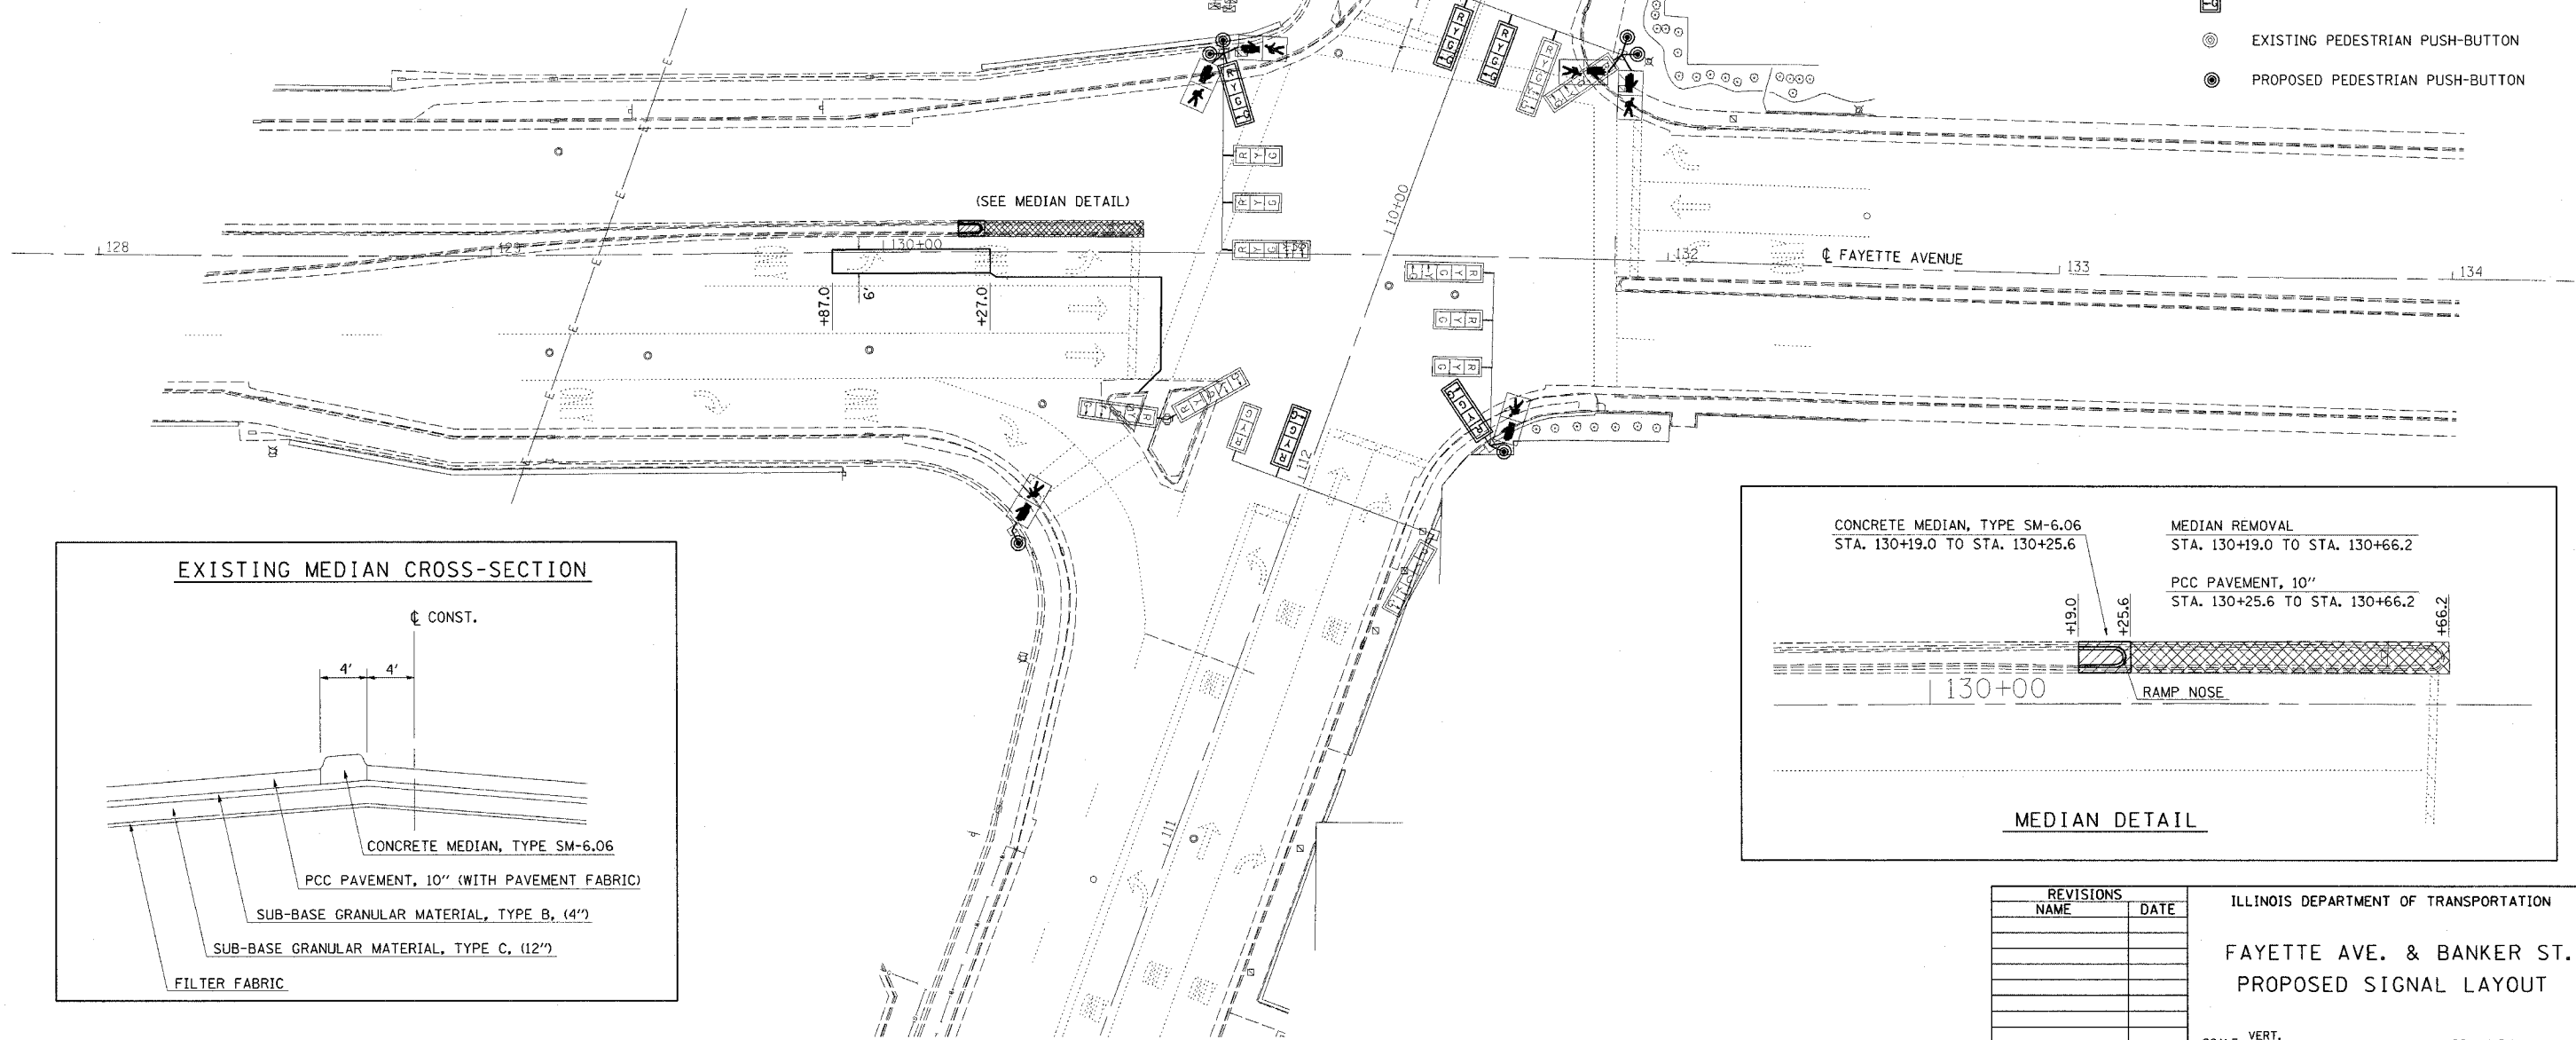 EXISTING PEDESTRIAN PUSH-BUTTON
PROPOSED PEDESTRIAN PUSH-BUTTON
(SEE MEDIAN DETAIL)
128
129
130+00
110+00
132
℄ FAYETTE AVENUE
133
134
+87.0
6'
+27.0
112
111
E
E
E
E
E
E
R Y G
R Y G
R Y G
R Y G
R Y G
R Y G
EXISTING MEDIAN CROSS-SECTION
℄ CONST.
4'
4'
CONCRETE MEDIAN, TYPE SM-6.06
PCC PAVEMENT, 10" (WITH PAVEMENT FABRIC)
SUB-BASE GRANULAR MATERIAL, TYPE B, (4")
SUB-BASE GRANULAR MATERIAL, TYPE C, (12")
FILTER FABRIC
CONCRETE MEDIAN, TYPE SM-6.06
STA. 130+19.0 TO STA. 130+25.6
MEDIAN REMOVAL
STA. 130+19.0 TO STA. 130+66.2
PCC PAVEMENT, 10"
STA. 130+25.6 TO STA. 130+66.2
+19.0
+25.6
+66.2
130+00
RAMP NOSE
MEDIAN DETAIL
REVISIONS
NAME
DATE
ILLINOIS DEPARTMENT OF TRANSPORTATION
FAYETTE AVE. & BANKER ST.
PROPOSED SIGNAL LAYOUT
VERT.